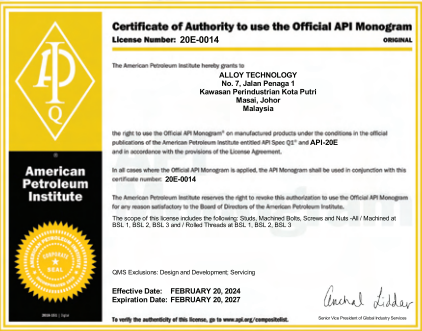 Certificate of Authority to use the Official API Monogram
License Number: 20E-0014
ORIGINAL
The American Petroleum Institute hereby grants to
ALLOY TECHNOLOGY
No. 7, Jalan Penaga 1
Kawasan Perindustrian Kota Putri
Masai, Johor
Malaysia
the right to use the Official API Monogram® on manufactured products under the conditions in the official
publications of the American Petroleum Institute entitled API Spec Q1® and API-20E
and in accordance with the provisions of the License Agreement.
In all cases where the Official API Monogram is applied, the API Monogram shall be used in conjunction with this
certificate number: 20E-0014
The American Petroleum Institute reserves the right to revoke this authorization to use the Official API Monogram
for any reason satisfactory to the Board of Directors of the American Petroleum Institute.
The scope of this license includes the following: Studs, Machined Bolts, Screws and Nuts -All / Machined at
BSL 1, BSL 2, BSL 3 and / Rolled Threads at BSL 1, BSL 2, BSL 3
QMS Exclusions: Design and Development; Servicing
Effective Date: FEBRUARY 20, 2024
Expiration Date: FEBRUARY 20, 2027
To verify the authenticity of this license, go to www.api.org/compositelist.
Senior Vice President of Global Industry Services
API
Q
American
Petroleum
Institute
CORPORATE
SEAL